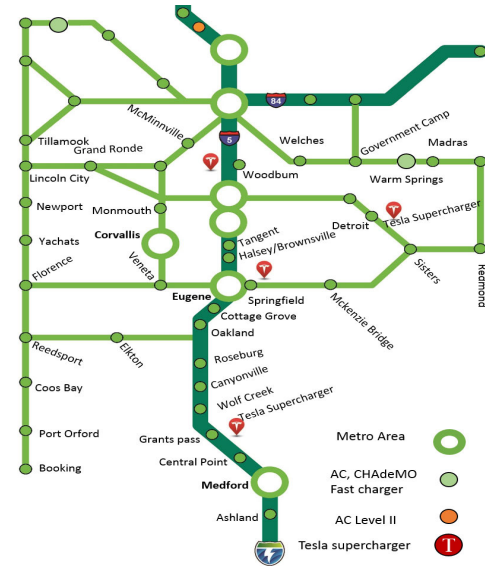 84
McMinnville
5
Tillamook
Grand Ronde
Welches
Government Camp
Madras
Lincoln City
Woodbum
Warm Springs
Newport
Monmouth
Detroit
Tesla Supercharger
Yachats
Corvallis
Tangent
Halsey/Brownsville
Florence
Veneta
Sisters
Redmond
Eugene
Springfield
Mckenzie Bridge
Cottage Grove
Oakland
Reedsport
Elkton
Roseburg
Coos Bay
Canyonville
Wolf Creek
Tesla Supercharger
Port Orford
Grants pass
Metro Area
Booking
Central Point
AC, CHAdeMO
Fast charger
Medford
Ashland
AC Level II
Tesla supercharger
T